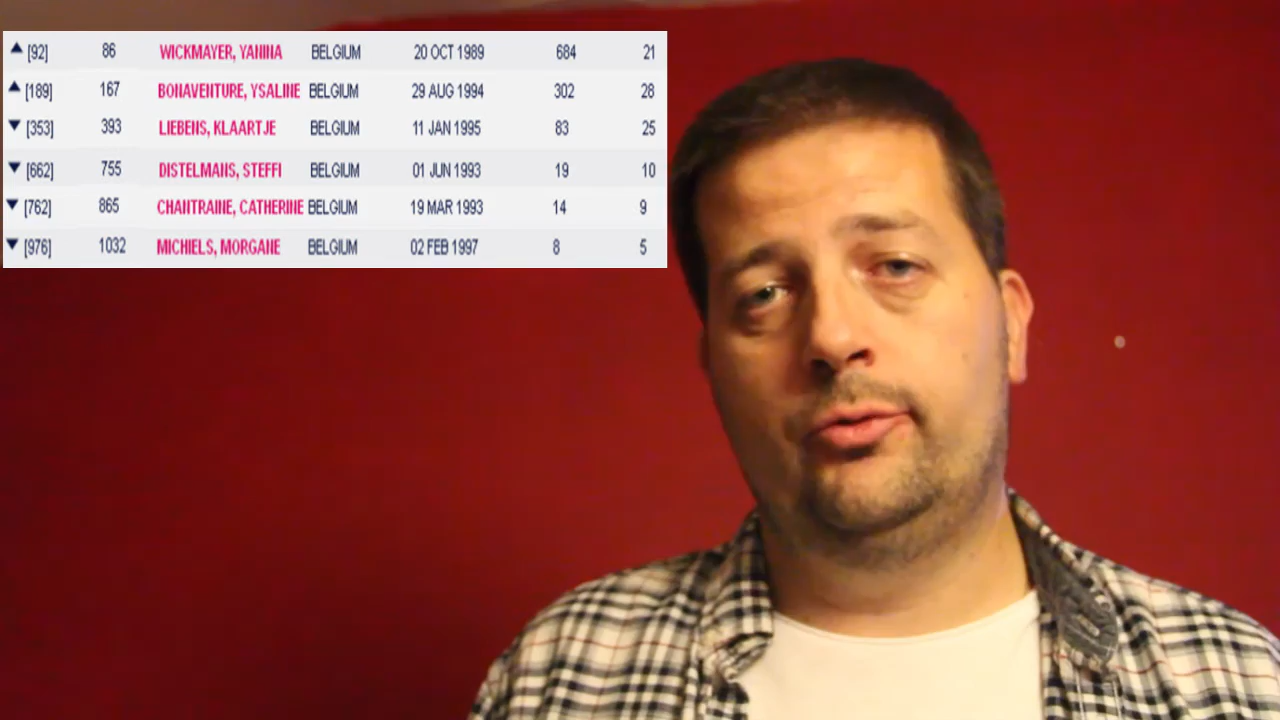 ▲ [92] 86 WICKMAYER, YANINA BELGIUM 20 OCT 1989 684 21
▲ [189] 167 BONAVENTURE, YSALINE BELGIUM 29 AUG 1994 302 28
▼ [353] 393 LIEBENS, KLAARTJE BELGIUM 11 JAN 1995 83 25
▼ [662] 755 DISTELMANS, STEFFI BELGIUM 01 JUN 1993 19 10
▼ [762] 865 CHANTRAINE, CATHERINE BELGIUM 19 MAR 1993 14 9
▼ [976] 1032 MICHIELS, MORGANE BELGIUM 02 FEB 1997 8 5